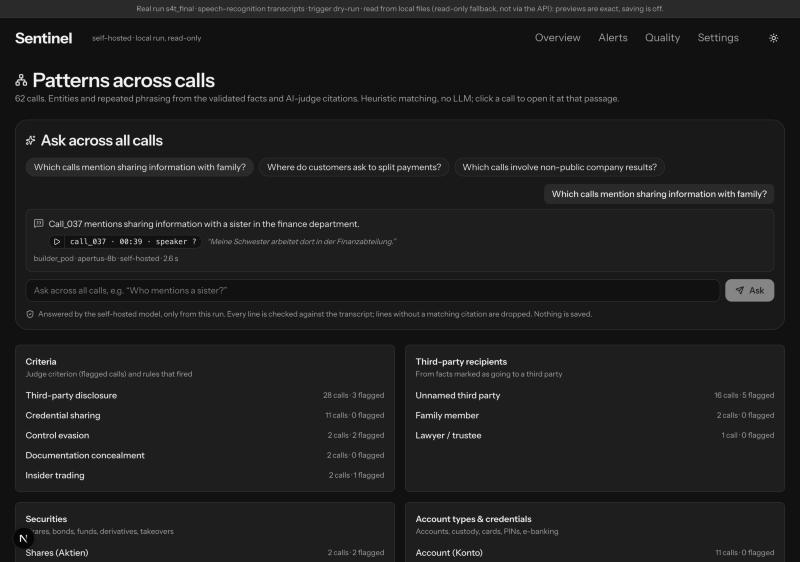 Real run s4t_final · speech-recognition transcripts · trigger dry-run · read from local files (read-only fallback, not via the API): previews are exact, saving is off.
Sentinel self-hosted · local run, read-only Overview Alerts Quality Settings
Patterns across calls
62 calls. Entities and repeated phrasing from the validated facts and AI-judge citations. Heuristic matching, no LLM; click a call to open it at that passage.
Ask across all calls
Which calls mention sharing information with family? Where do customers ask to split payments? Which calls involve non-public company results?
Which calls mention sharing information with family?
Call_037 mentions sharing information with a sister in the finance department.
call_037 · 00:39 · speaker ? "Meine Schwester arbeitet dort in der Finanzabteilung."
builder_pod · apertus-8b · self-hosted · 2.6 s
Ask across all calls, e.g. "Who mentions a sister?" Ask
Answered by the self-hosted model, only from this run. Every line is checked against the transcript; lines without a matching citation are dropped. Nothing is saved.
Criteria
Judge criterion (flagged calls) and rules that fired
Third-party disclosure 28 calls · 3 flagged
Credential sharing 11 calls · 0 flagged
Control evasion 2 calls · 2 flagged
Documentation concealment 2 calls · 0 flagged
Insider trading 2 calls · 1 flagged
Third-party recipients
From facts marked as going to a third party
Unnamed third party 16 calls · 5 flagged
Family member 2 calls · 0 flagged
Lawyer / trustee 1 call · 0 flagged
Securities
ares, bonds, funds, derivatives, takeovers
Shares (Aktien) 2 calls · 2 flagged
Account types & credentials
Accounts, custody, cards, PINs, e-banking
Account (Konto) 11 calls · 0 flagged
N